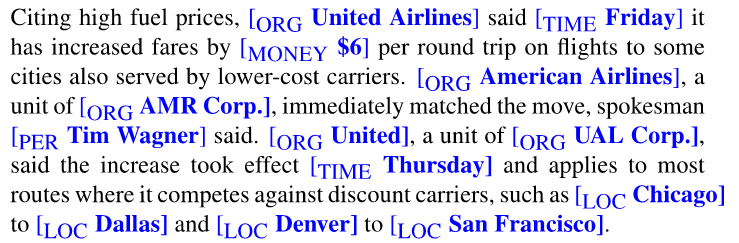 Citing high fuel prices, [ORG United Airlines] said [TIME Friday] it
has increased fares by [MONEY $6] per round trip on flights to some
cities also served by lower-cost carriers. [ORG American Airlines], a
unit of [ORG AMR Corp.], immediately matched the move, spokesman
[PER Tim Wagner] said. [ORG United], a unit of [ORG UAL Corp.],
said the increase took effect [TIME Thursday] and applies to most
routes where it competes against discount carriers, such as [LOC Chicago]
to [LOC Dallas] and [LOC Denver] to [LOC San Francisco].